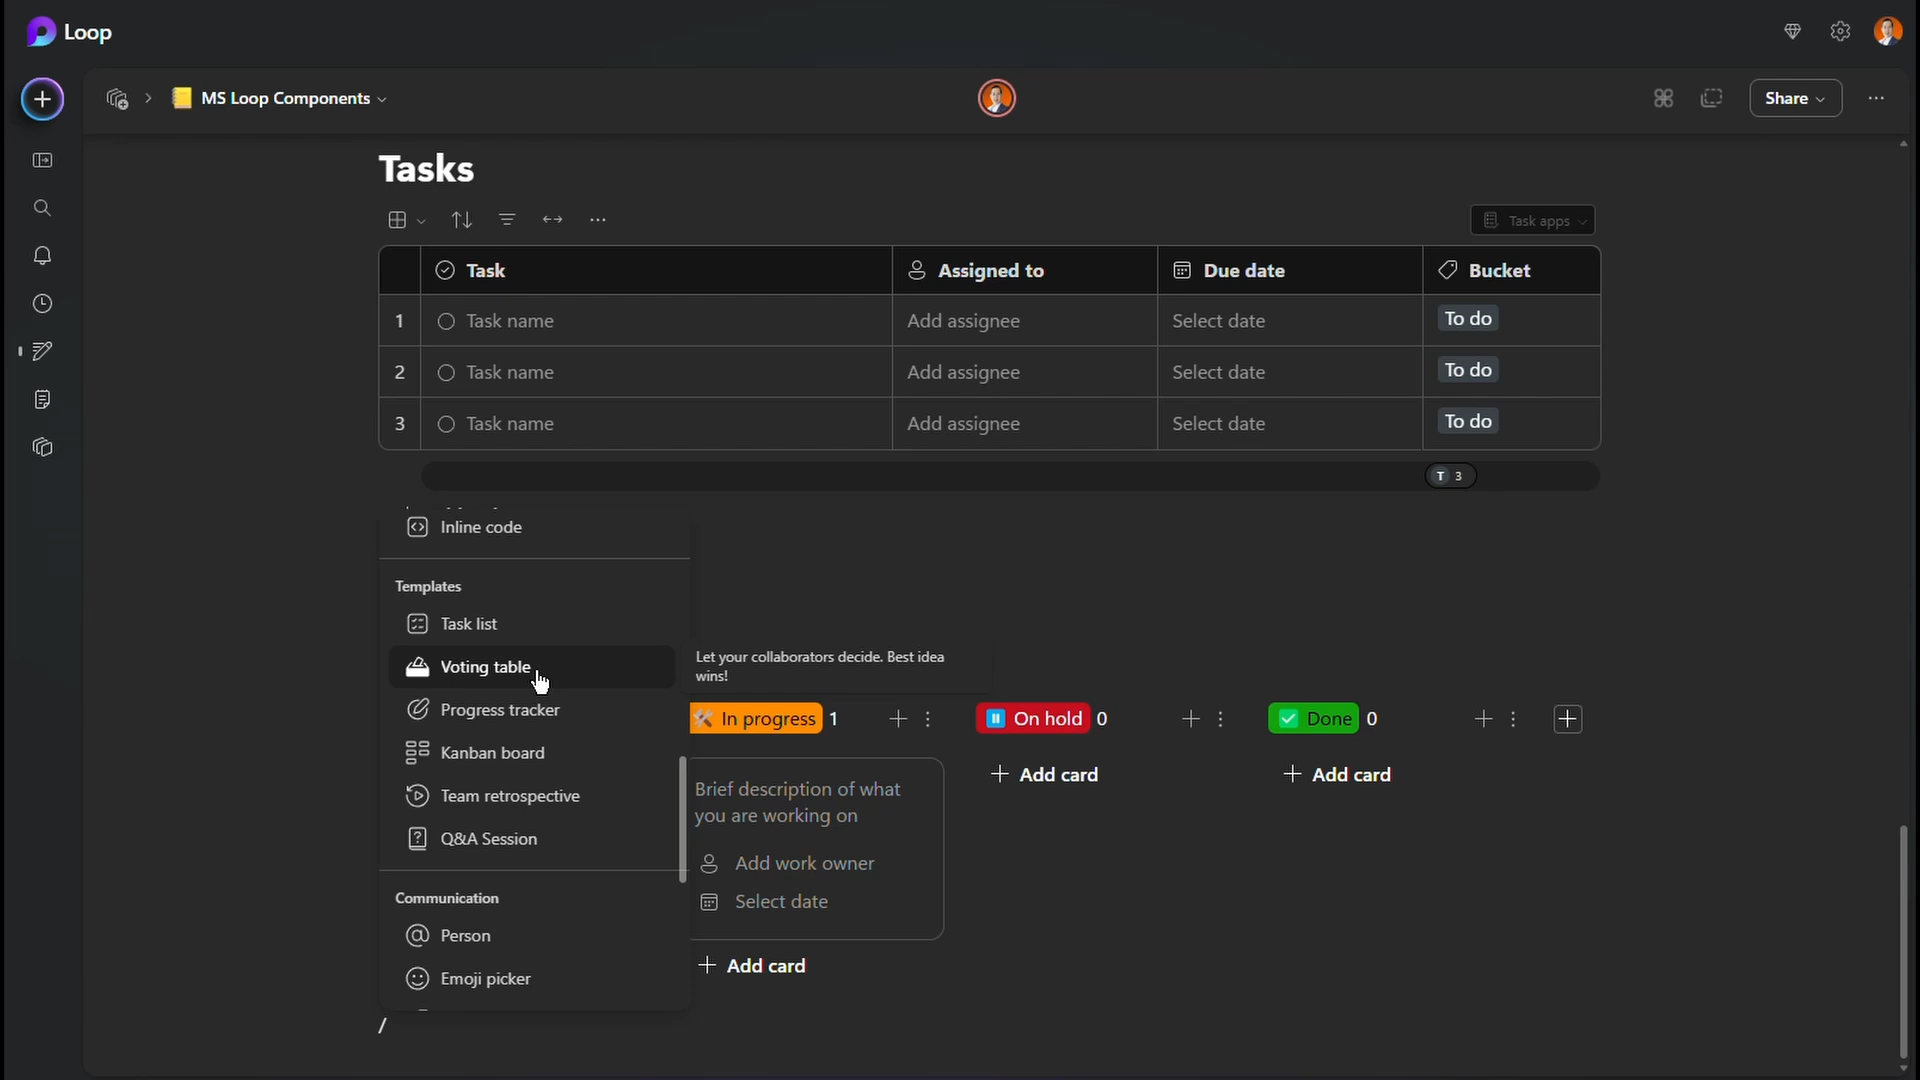 Loop
MS Loop Components
Share
Tasks
Task apps
Task Assigned to Due date Bucket
1 Task name Add assignee Select date To do
2 Task name Add assignee Select date To do
3 Task name Add assignee Select date To do
T 3
Inline code
Templates
Task list
Voting table
Let your collaborators decide. Best idea
wins!
Progress tracker
Kanban board
Team retrospective
Q&A Session
Communication
Person
Emoji picker
In progress 1
On hold 0
Done 0
Brief description of what
you are working on
Add work owner
Select date
+ Add card
+ Add card
+ Add card
/